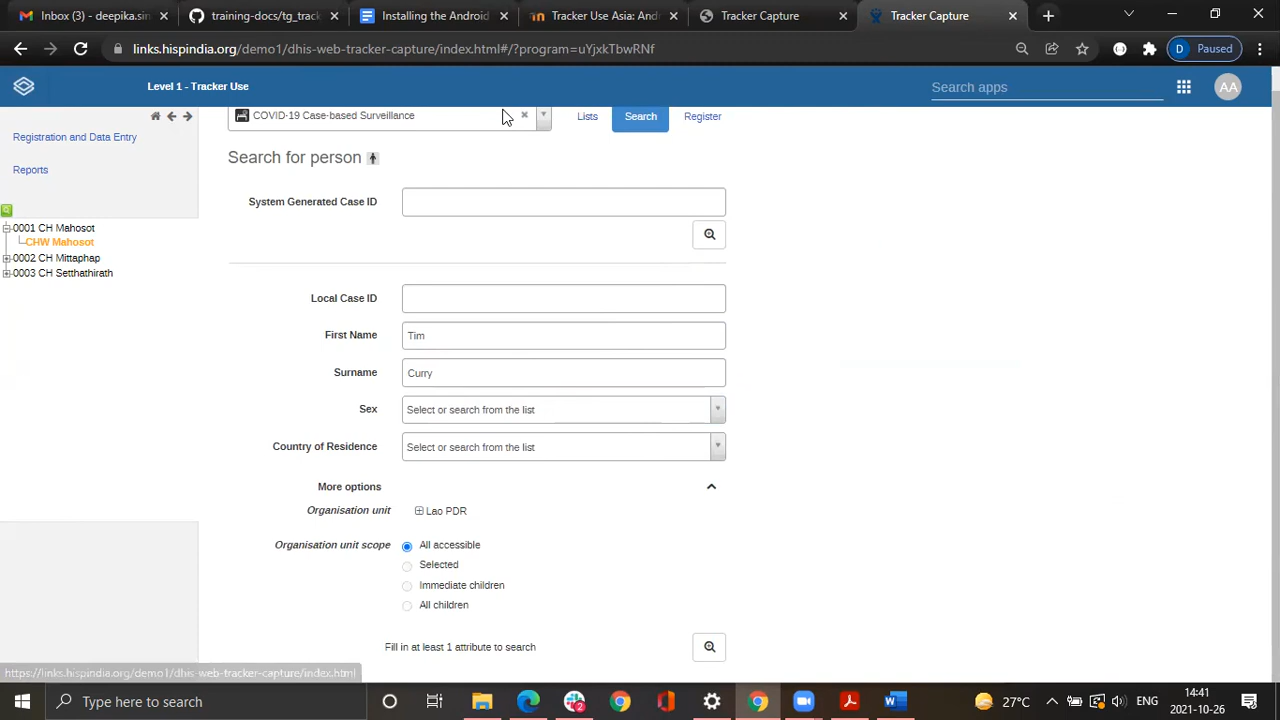 Inbox (3) - deepika.sin
training-docs/tg_track
Installing the Android
Tracker Use Asia: And
Tracker Capture
Tracker Capture
links.hispindia.org/demo1/dhis-web-tracker-capture/index.html#/?program=uYjxkTbwRNf
D Paused
Level 1 - Tracker Use
Search apps
AA
Registration and Data Entry
Reports
0001 CH Mahosot
CHW Mahosot
0002 CH Mittaphap
0003 CH Setthathirath
COVID-19 Case-based Surveillance
Lists
Search
Register
Search for person
System Generated Case ID
Local Case ID
First Name
Tim
Surname
Curry
Sex
Select or search from the list
Country of Residence
Select or search from the list
More options
Organisation unit
Lao PDR
Organisation unit scope
All accessible
Selected
Immediate children
All children
Fill in at least 1 attribute to search
https://links.hispindia.org/demo1/dhis-web-tracker-capture/index.html
Type here to search
2
27°C
ENG
14:41
2021-10-26